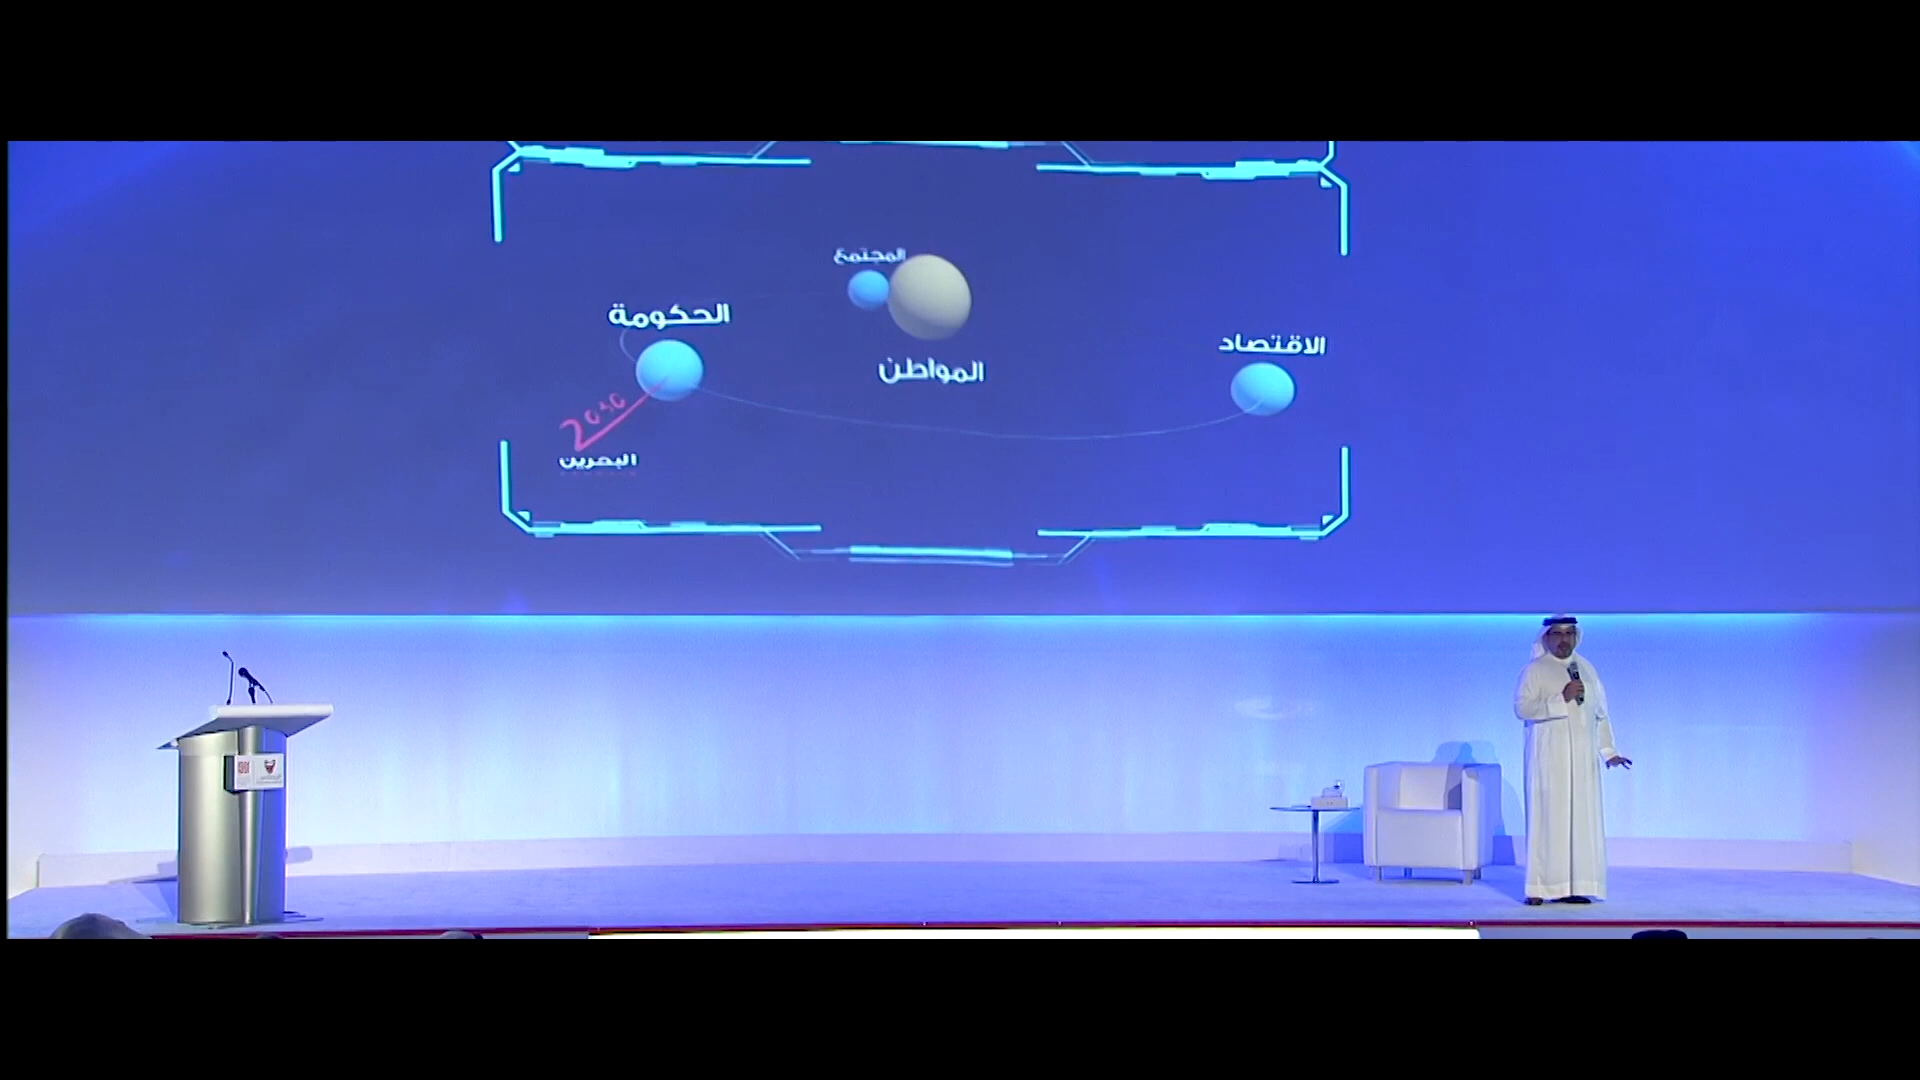 المجتمع
الحكومة
الاقتصاد
المواطن
2030
البحرين